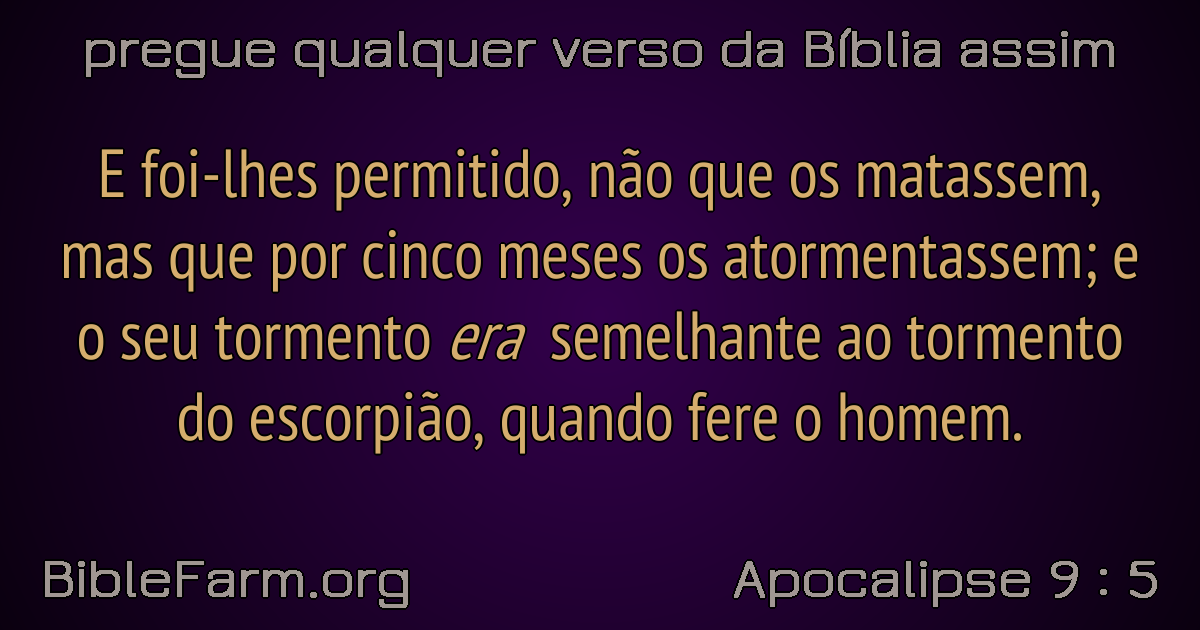 pregue qualquer verso da Bíblia assim
E foi-lhes permitido, não que os matassem,
mas que por cinco meses os atormentassem; e
o seu tormento era semelhante ao tormento
do escorpião, quando fere o homem.
BibleFarm.org
Apocalipse 9 : 5